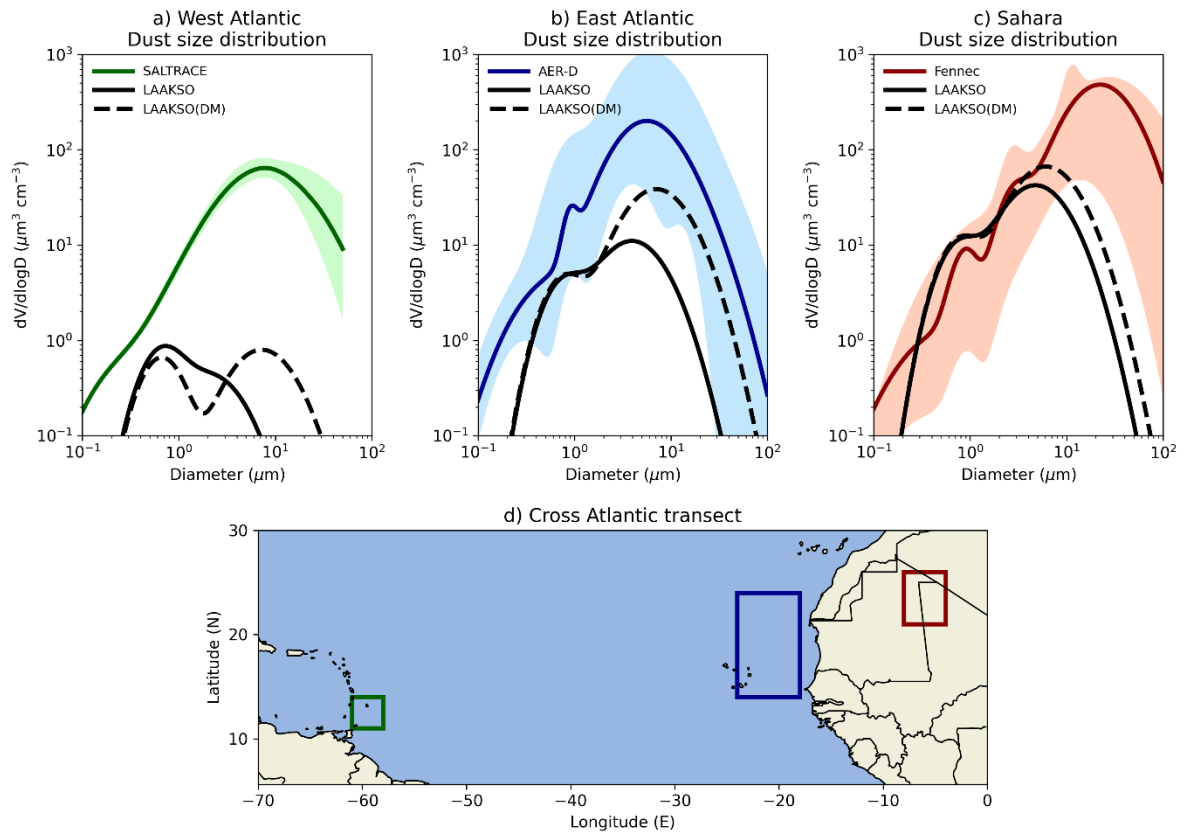 a) West Atlantic
Dust size distribution
10³
10²
10¹
10⁰
10⁻¹
dV/dlogD (μm³ cm⁻³)
SALTRACE
LAAKSO
LAAKSO(DM)
10⁻¹ 10⁰ 10¹ 10²
Diameter (μm)
b) East Atlantic
Dust size distribution
10³
10²
10¹
10⁰
10⁻¹
dV/dlogD (μm³ cm⁻³)
AER-D
LAAKSO
LAAKSO(DM)
10⁻¹ 10⁰ 10¹ 10²
Diameter (μm)
c) Sahara
Dust size distribution
10³
10²
10¹
10⁰
10⁻¹
dV/dlogD (μm³ cm⁻³)
Fennec
LAAKSO
LAAKSO(DM)
10⁻¹ 10⁰ 10¹ 10²
Diameter (μm)
d) Cross Atlantic transect
30
20
10
Latitude (N)
−70 −60 −50 −40 −30 −20 −10 0
Longitude (E)